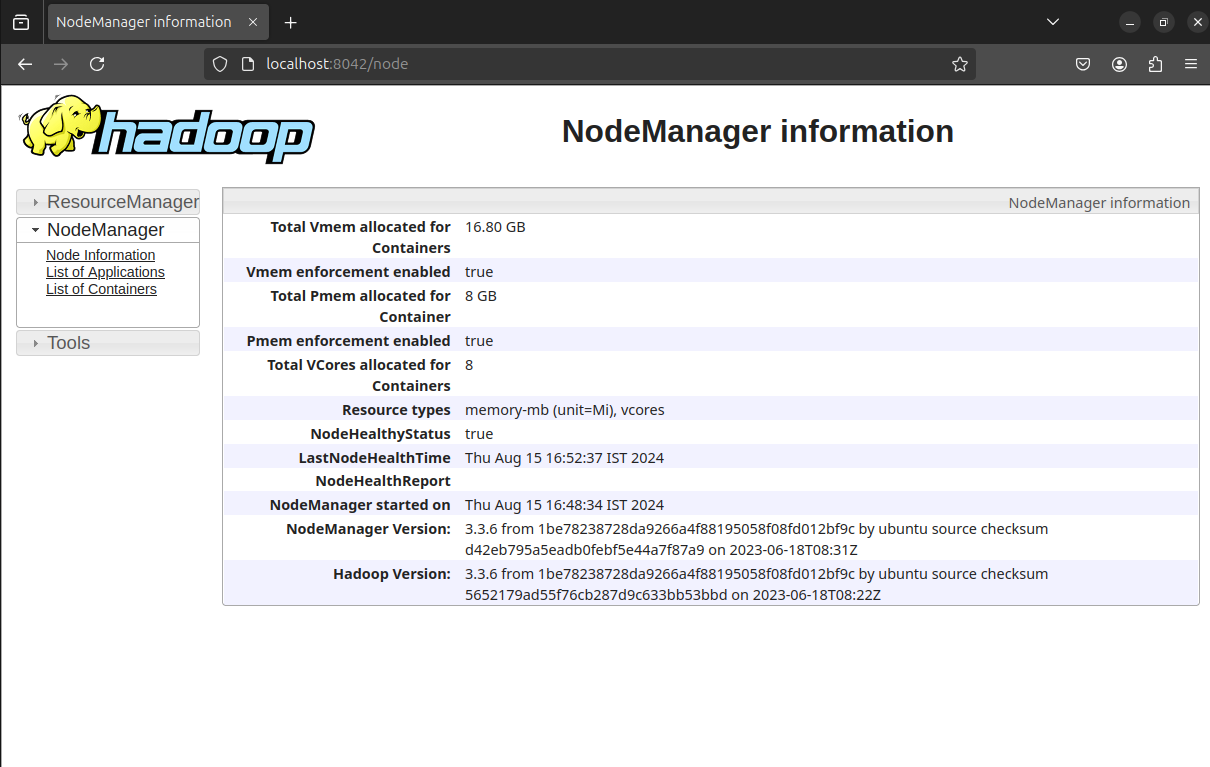 NodeManager information
localhost:8042/node
hadoop
NodeManager information
ResourceManager
NodeManager
Node Information
List of Applications
List of Containers
Tools
NodeManager information
Total Vmem allocated for Containers 16.80 GB
Vmem enforcement enabled true
Total Pmem allocated for Container 8 GB
Pmem enforcement enabled true
Total VCores allocated for Containers 8
Resource types memory-mb (unit=Mi), vcores
NodeHealthyStatus true
LastNodeHealthTime Thu Aug 15 16:52:37 IST 2024
NodeHealthReport
NodeManager started on Thu Aug 15 16:48:34 IST 2024
NodeManager Version: 3.3.6 from 1be78238728da9266a4f88195058f08fd012bf9c by ubuntu source checksum
d42eb795a5eadb0febf5e44a7f87a9 on 2023-06-18T08:31Z
Hadoop Version: 3.3.6 from 1be78238728da9266a4f88195058f08fd012bf9c by ubuntu source checksum
5652179ad55f76cb287d9c633bb53bbd on 2023-06-18T08:22Z